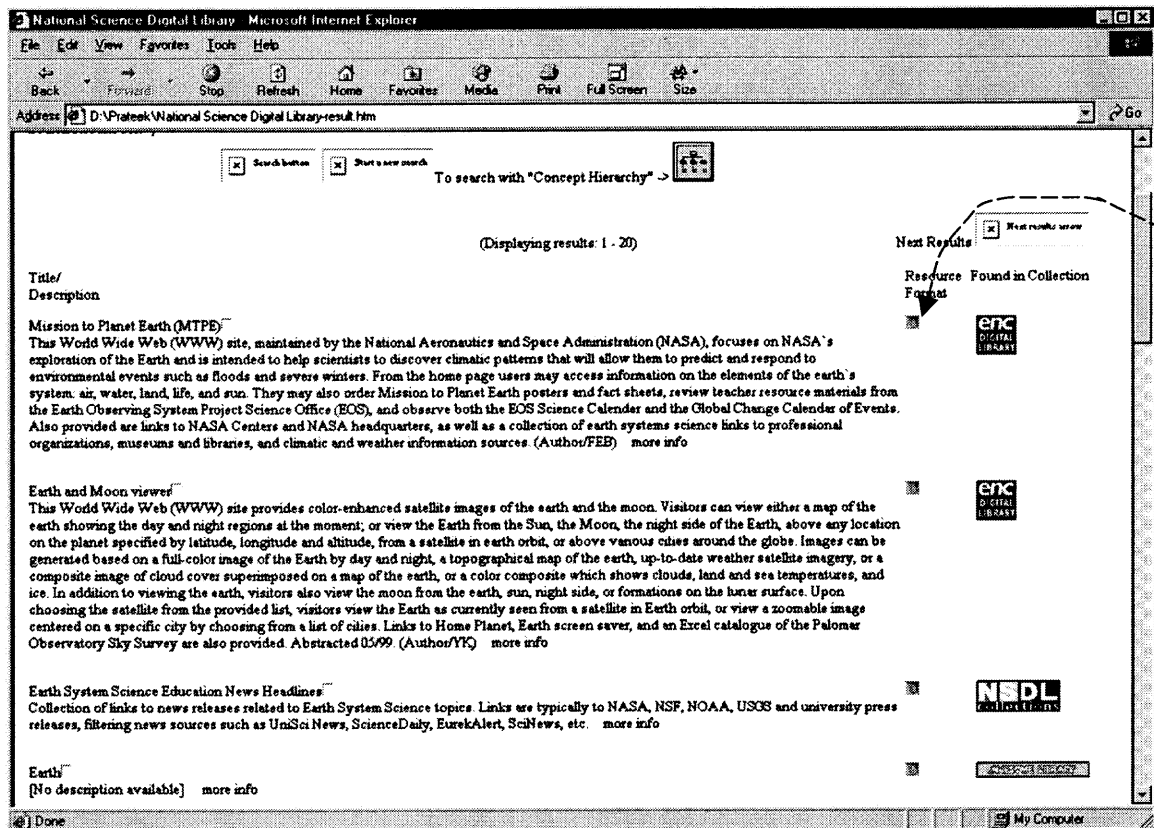 National Science Digital Library - Microsoft Internet Explorer
File Edit View Favorites Tools Help
Back Forward Stop Refresh Home Favorites Media Print Full Screen Size
Address D:\Prateek\National Science Digital Library-result.htm Go
Search button Start a new search To search with "Concept Hierarchy" ->
(Displaying results: 1 - 20) Next Results Next results arrow
Title/ Resource Found in Collection
Description Format
Mission to Planet Earth (MTPE) enc
This World Wide Web (WWW) site, maintained by the National Aeronautics and Space Administration (NASA), focuses on NASA`s DIGITAL
exploration of the Earth and is intended to help scientists to discover climatic patterns that will allow them to predict and respond to LIBRARY
environmental events such as floods and severe winters. From the home page users may access information on the elements of the earth`s
system: air, water, land, life, and sun. They may also order Mission to Planet Earth posters and fact sheets, review teacher resource materials from
the Earth Observing System Project Science Office (EOS), and observe both the EOS Science Calendar and the Global Change Calendar of Events.
Also provided are links to NASA Centers and NASA headquarters, as well as a collection of earth systems science links to professional
organizations, museums and libraries, and climatic and weather information sources. (Author/FEB) more info
Earth and Moon viewer enc
This World Wide Web (WWW) site provides color-enhanced satellite images of the earth and the moon. Visitors can view either a map of the DIGITAL
earth showing the day and night regions at the moment; or view the Earth from the Sun, the Moon, the night side of the Earth, above any location LIBRARY
on the planet specified by latitude, longitude and altitude, from a satellite in earth orbit, or above various cities around the globe. Images can be
generated based on a full-color image of the Earth by day and night, a topographical map of the earth, up-to-date weather satellite imagery, or a
composite image of cloud cover superimposed on a map of the earth, or a color composite which shows clouds, land and sea temperatures, and
ice. In addition to viewing the earth, visitors also view the moon from the earth, sun, night side, or formations on the lunar surface. Upon
choosing the satellite from the provided list, visitors view the Earth as currently seen from a satellite in Earth orbit, or view a zoomable image
centered on a specific city by choosing from a list of cities. Links to Home Planet, Earth screen saver, and an Excel catalogue of the Palomar
Observatory Sky Survey are also provided. Abstracted 05/99. (Author/YK) more info
Earth System Science Education News Headlines NSDL
Collection of links to news releases related to Earth System Science topics. Links are typically to NASA, NSF, NOAA, USGS and university press collections
releases, filtering news sources such as UniSci News, ScienceDaily, EurekAlert, SciNews, etc. more info
Earth
[No description available] more info
Done My Computer